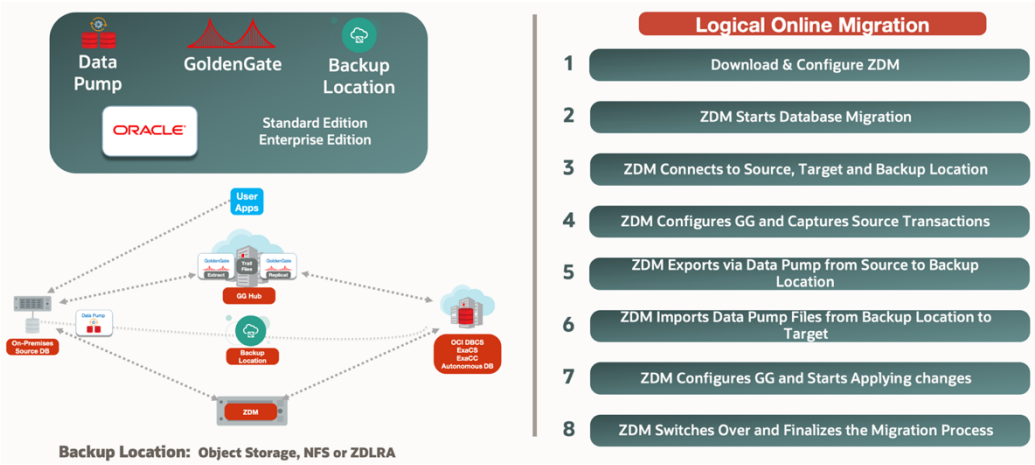 Data
Pump
GoldenGate
Backup
Location
ORACLE
Standard Edition
Enterprise Edition
User
Apps
GoldenGate
Extract
Trail
Files
GoldenGate
Replicat
GG Hub
Data Pump
On-Premises
Source DB
Backup
Location
OCI DBCS
ExaCS
ExaCC
Autonomous DB
ZDM
Backup Location: Object Storage, NFS or ZDLRA
Logical Online Migration
1 Download & Configure ZDM
2 ZDM Starts Database Migration
3 ZDM Connects to Source, Target and Backup Location
4 ZDM Configures GG and Captures Source Transactions
5 ZDM Exports via Data Pump from Source to Backup
Location
6 ZDM Imports Data Pump Files from Backup Location to
Target
7 ZDM Configures GG and Starts Applying changes
8 ZDM Switches Over and Finalizes the Migration Process